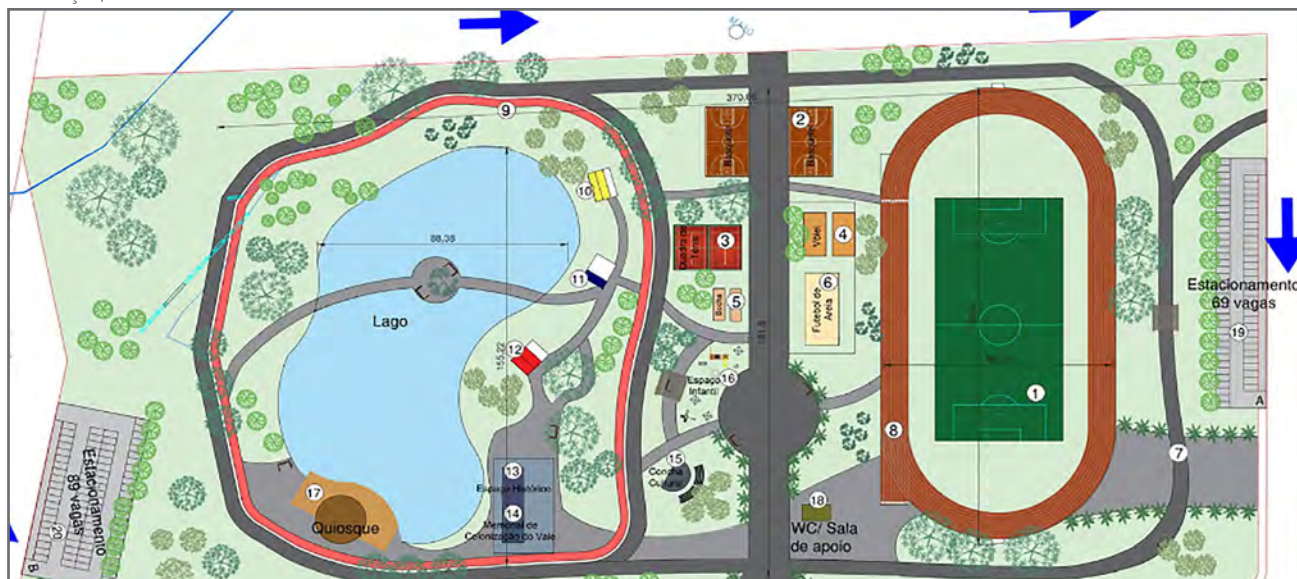 370,66
9
Basquete
Basquete
2
10
Quadra de
Tênis
3
Vôlei
4
88,38
11
Bocha
5
6
Futebol de
Areia
Estacionamento
69 vagas
19
Lago
155,22
12
181,8
Espaço
Infantil
16
1
A
8
7
Estacionamento
89 vagas
20
B
17
Quiosque
13
Espaço Histórico
14
Memorial de
Colonização do Vale
15
Concha
Cultural
18
WC/ Sala
de apoio